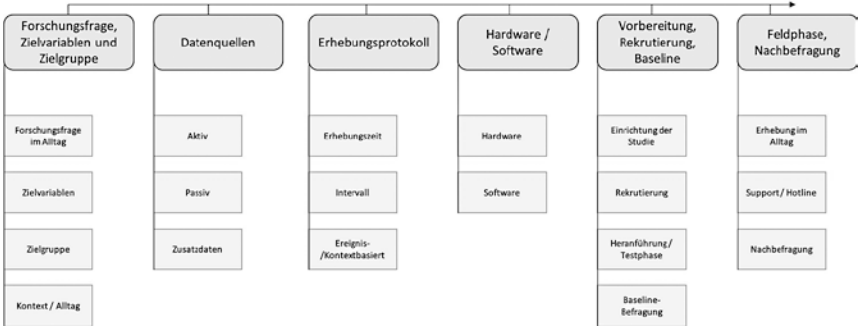 Forschungsfrage,
Zielvariablen und
Zielgruppe
Datenquellen
Erhebungsprotokoll
Hardware /
Software
Vorbereitung,
Rekrutierung,
Baseline
Feldphase,
Nachbefragung
Forschungsfrage
im Alltag
Zielvariablen
Zielgruppe
Kontext / Alltag
Aktiv
Passiv
Zusatzdaten
Erhebungszeit
Intervall
Ereignis-
/Kontextbasiert
Hardware
Software
Einrichtung der
Studie
Rekrutierung
Heranführung /
Testphase
Baseline-
Befragung
Erhebung im
Alltag
Support / Hotline
Nachbefragung